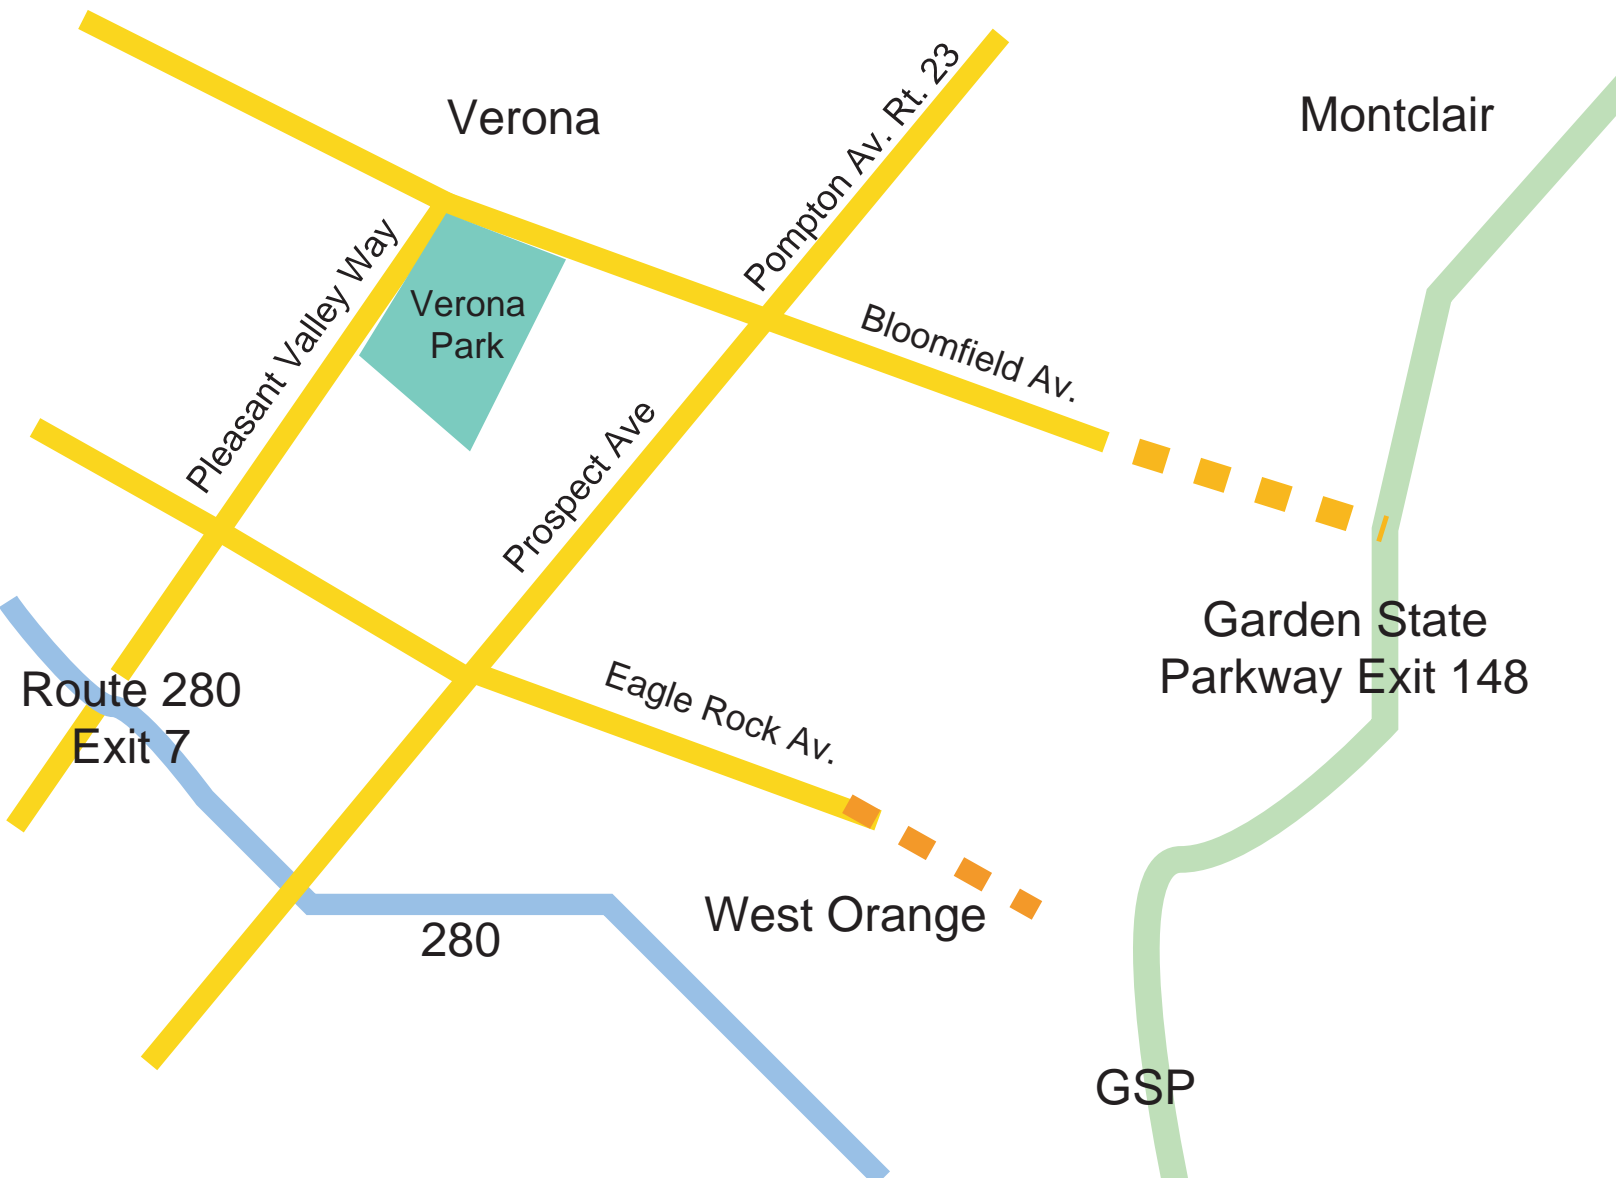 Verona
Montclair
Pompton Av. Rt. 23
Pleasant Valley Way
Verona
Park
Bloomfield Av.
Prospect Ave
Garden State
Parkway Exit 148
Route 280
Exit 7
Eagle Rock Av.
West Orange
280
GSP